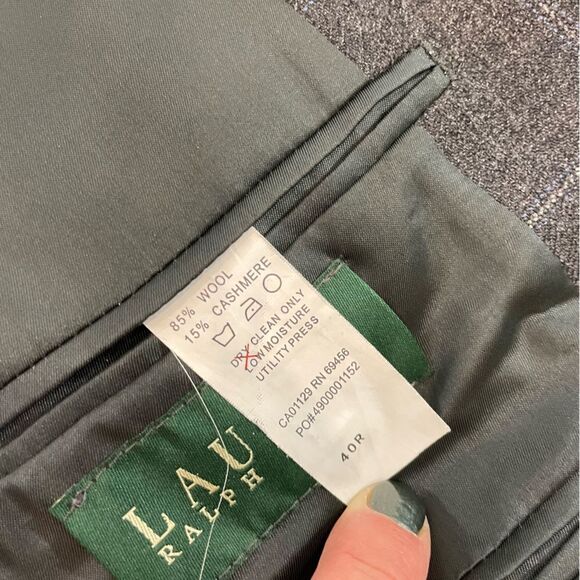 85% WOOL
15% CASHMERE
DRY CLEAN ONLY
LOW MOISTURE
UTILITY PRESS
CA01129 RN 69456
PO#4900001152
40R
LAU
RALPH